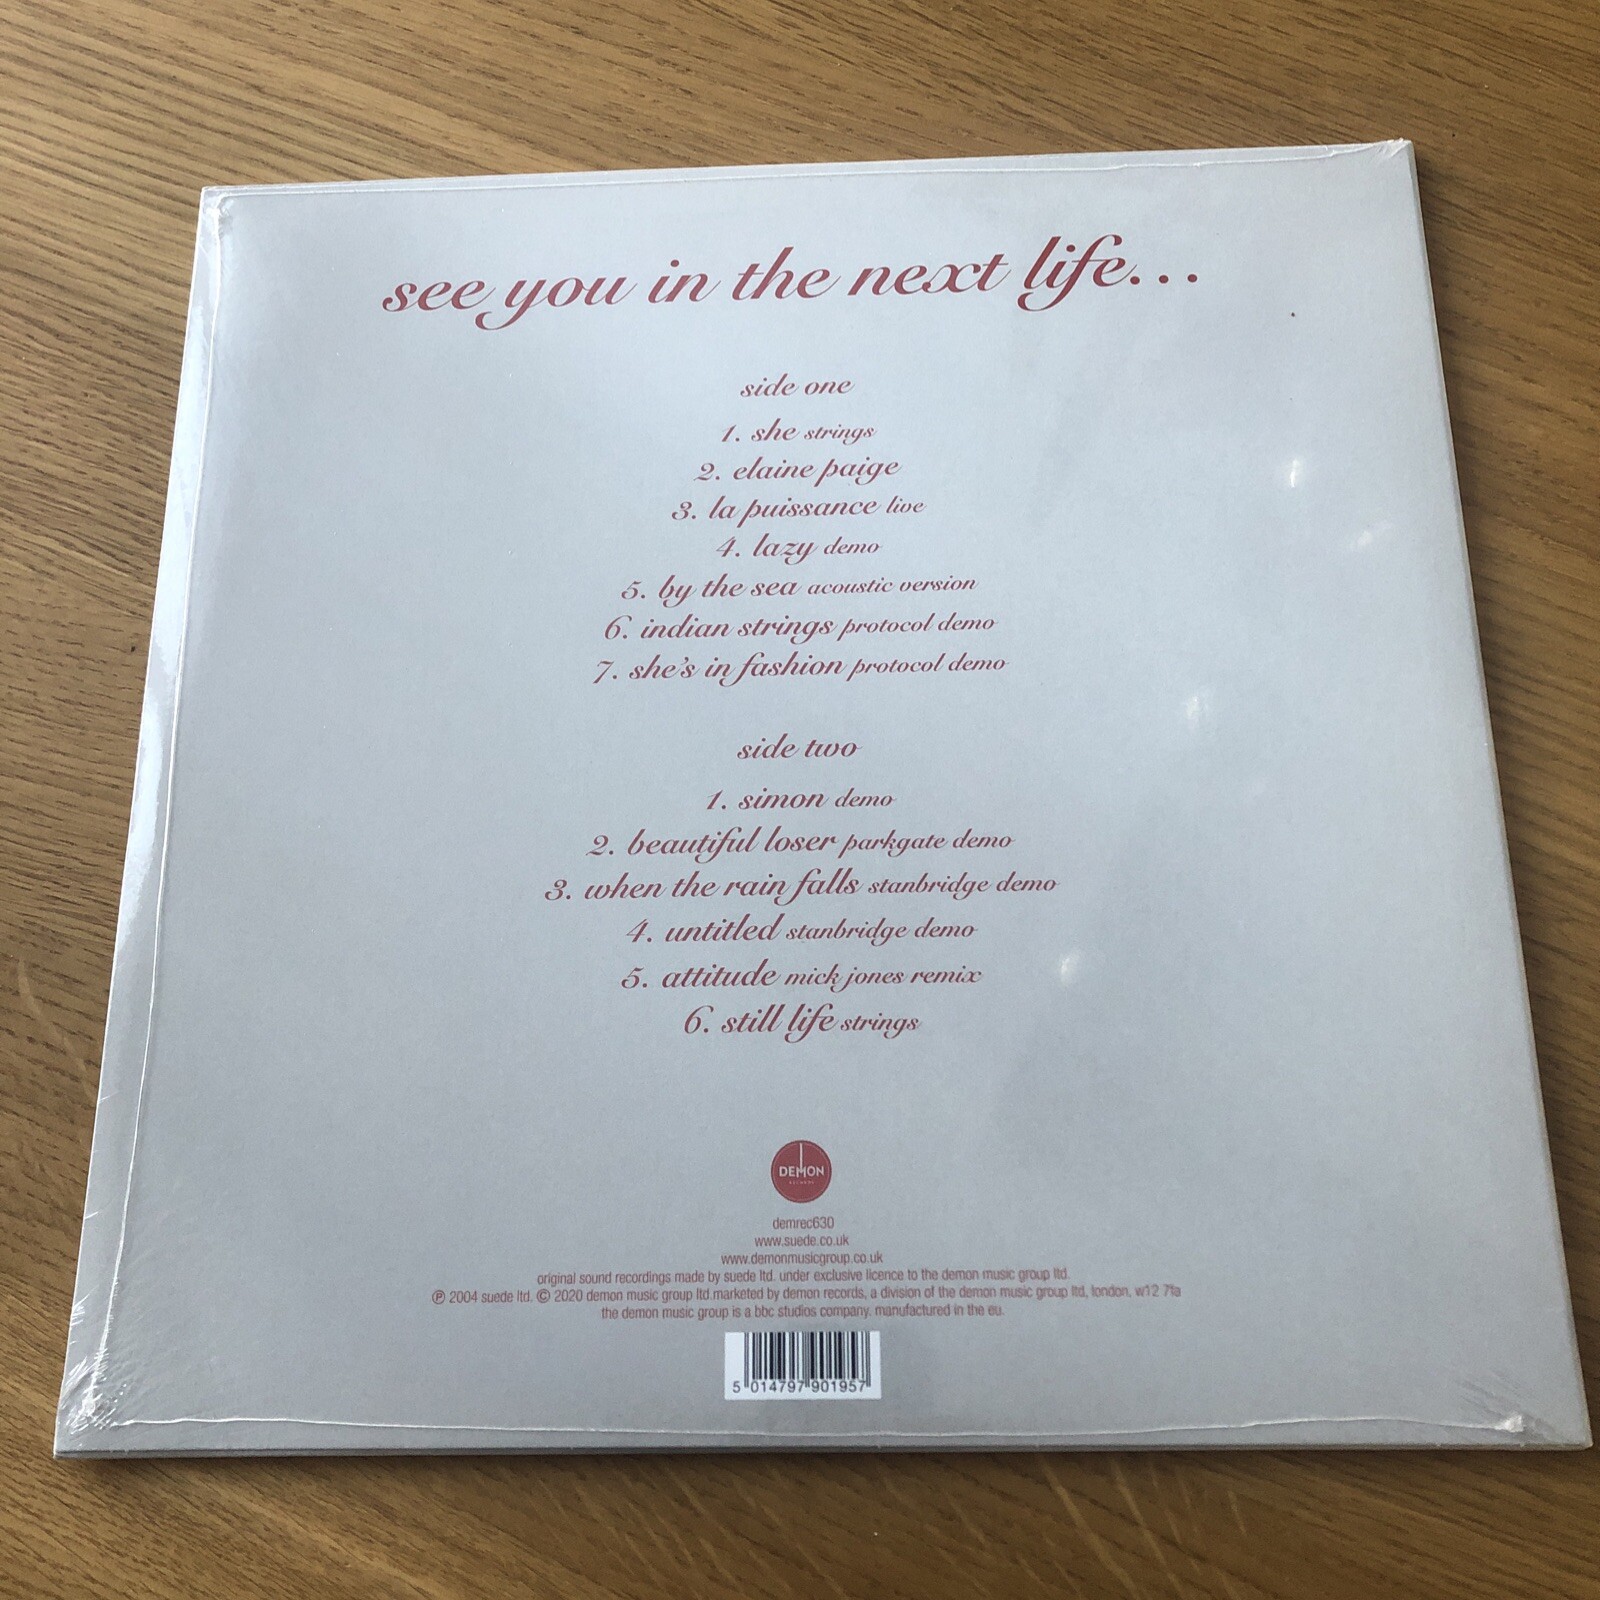 see you in the next life...
side one
1. she strings
2. elaine paige
3. la puissance live
4. lazy demo
5. by the sea acoustic version
6. indian strings protocol demo
7. she's in fashion protocol demo
side two
1. simon demo
2. beautiful loser parkgate demo
3. when the rain falls stanbridge demo
4. untitled stanbridge demo
5. attitude mick jones remix
6. still life strings
DEMON
RECORDS
demrec630
www.suede.co.uk
www.demonmusicgroup.co.uk
original sound recordings made by suede ltd. under exclusive licence to the demon music group ltd.
℗ 2004 suede ltd. © 2020 demon music group ltd.marketed by demon records, a division of the demon music group ltd, london, w12 7fa
the demon music group is a bbc studios company. manufactured in the eu.
5 014797 901957